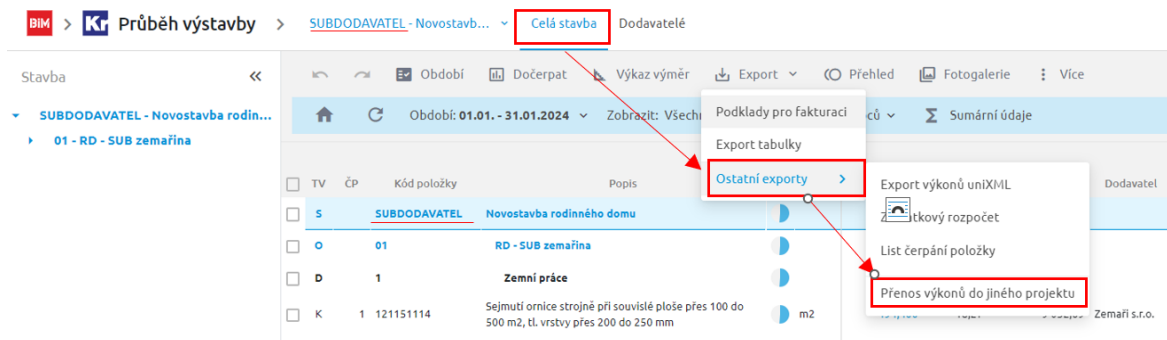 BIM > Kr Průběh výstavby > SUBDODAVATEL - Novostavb... Celá stavba Dodavatelé
Stavba
Období Dočerpat Výkaz výměr Export Přehled Fotogalerie Více
SUBDODAVATEL - Novostavba rodin...
01 - RD - SUB zemařina
Období: 01.01. - 31.01.2024 Zobrazit: Sumární údaje
Podklady pro fakturaci
Export tabulky
Ostatní exporty
Export výkonů uniXML
rozpočet
List čerpání položky
Přenos výkonů do jiného projektu
TV ČP Kód položky Popis Dodavatel
S SUBDODAVATEL Novostavba rodinného domu
O 01 RD - SUB zemařina
D 1 Zemní práce
K 1 121151114 Sejmutí ornice strojně při souvislé ploše přes 100 do
500 m2, tl. vrstvy přes 200 do 250 mm m2 Zemaři s.r.o.